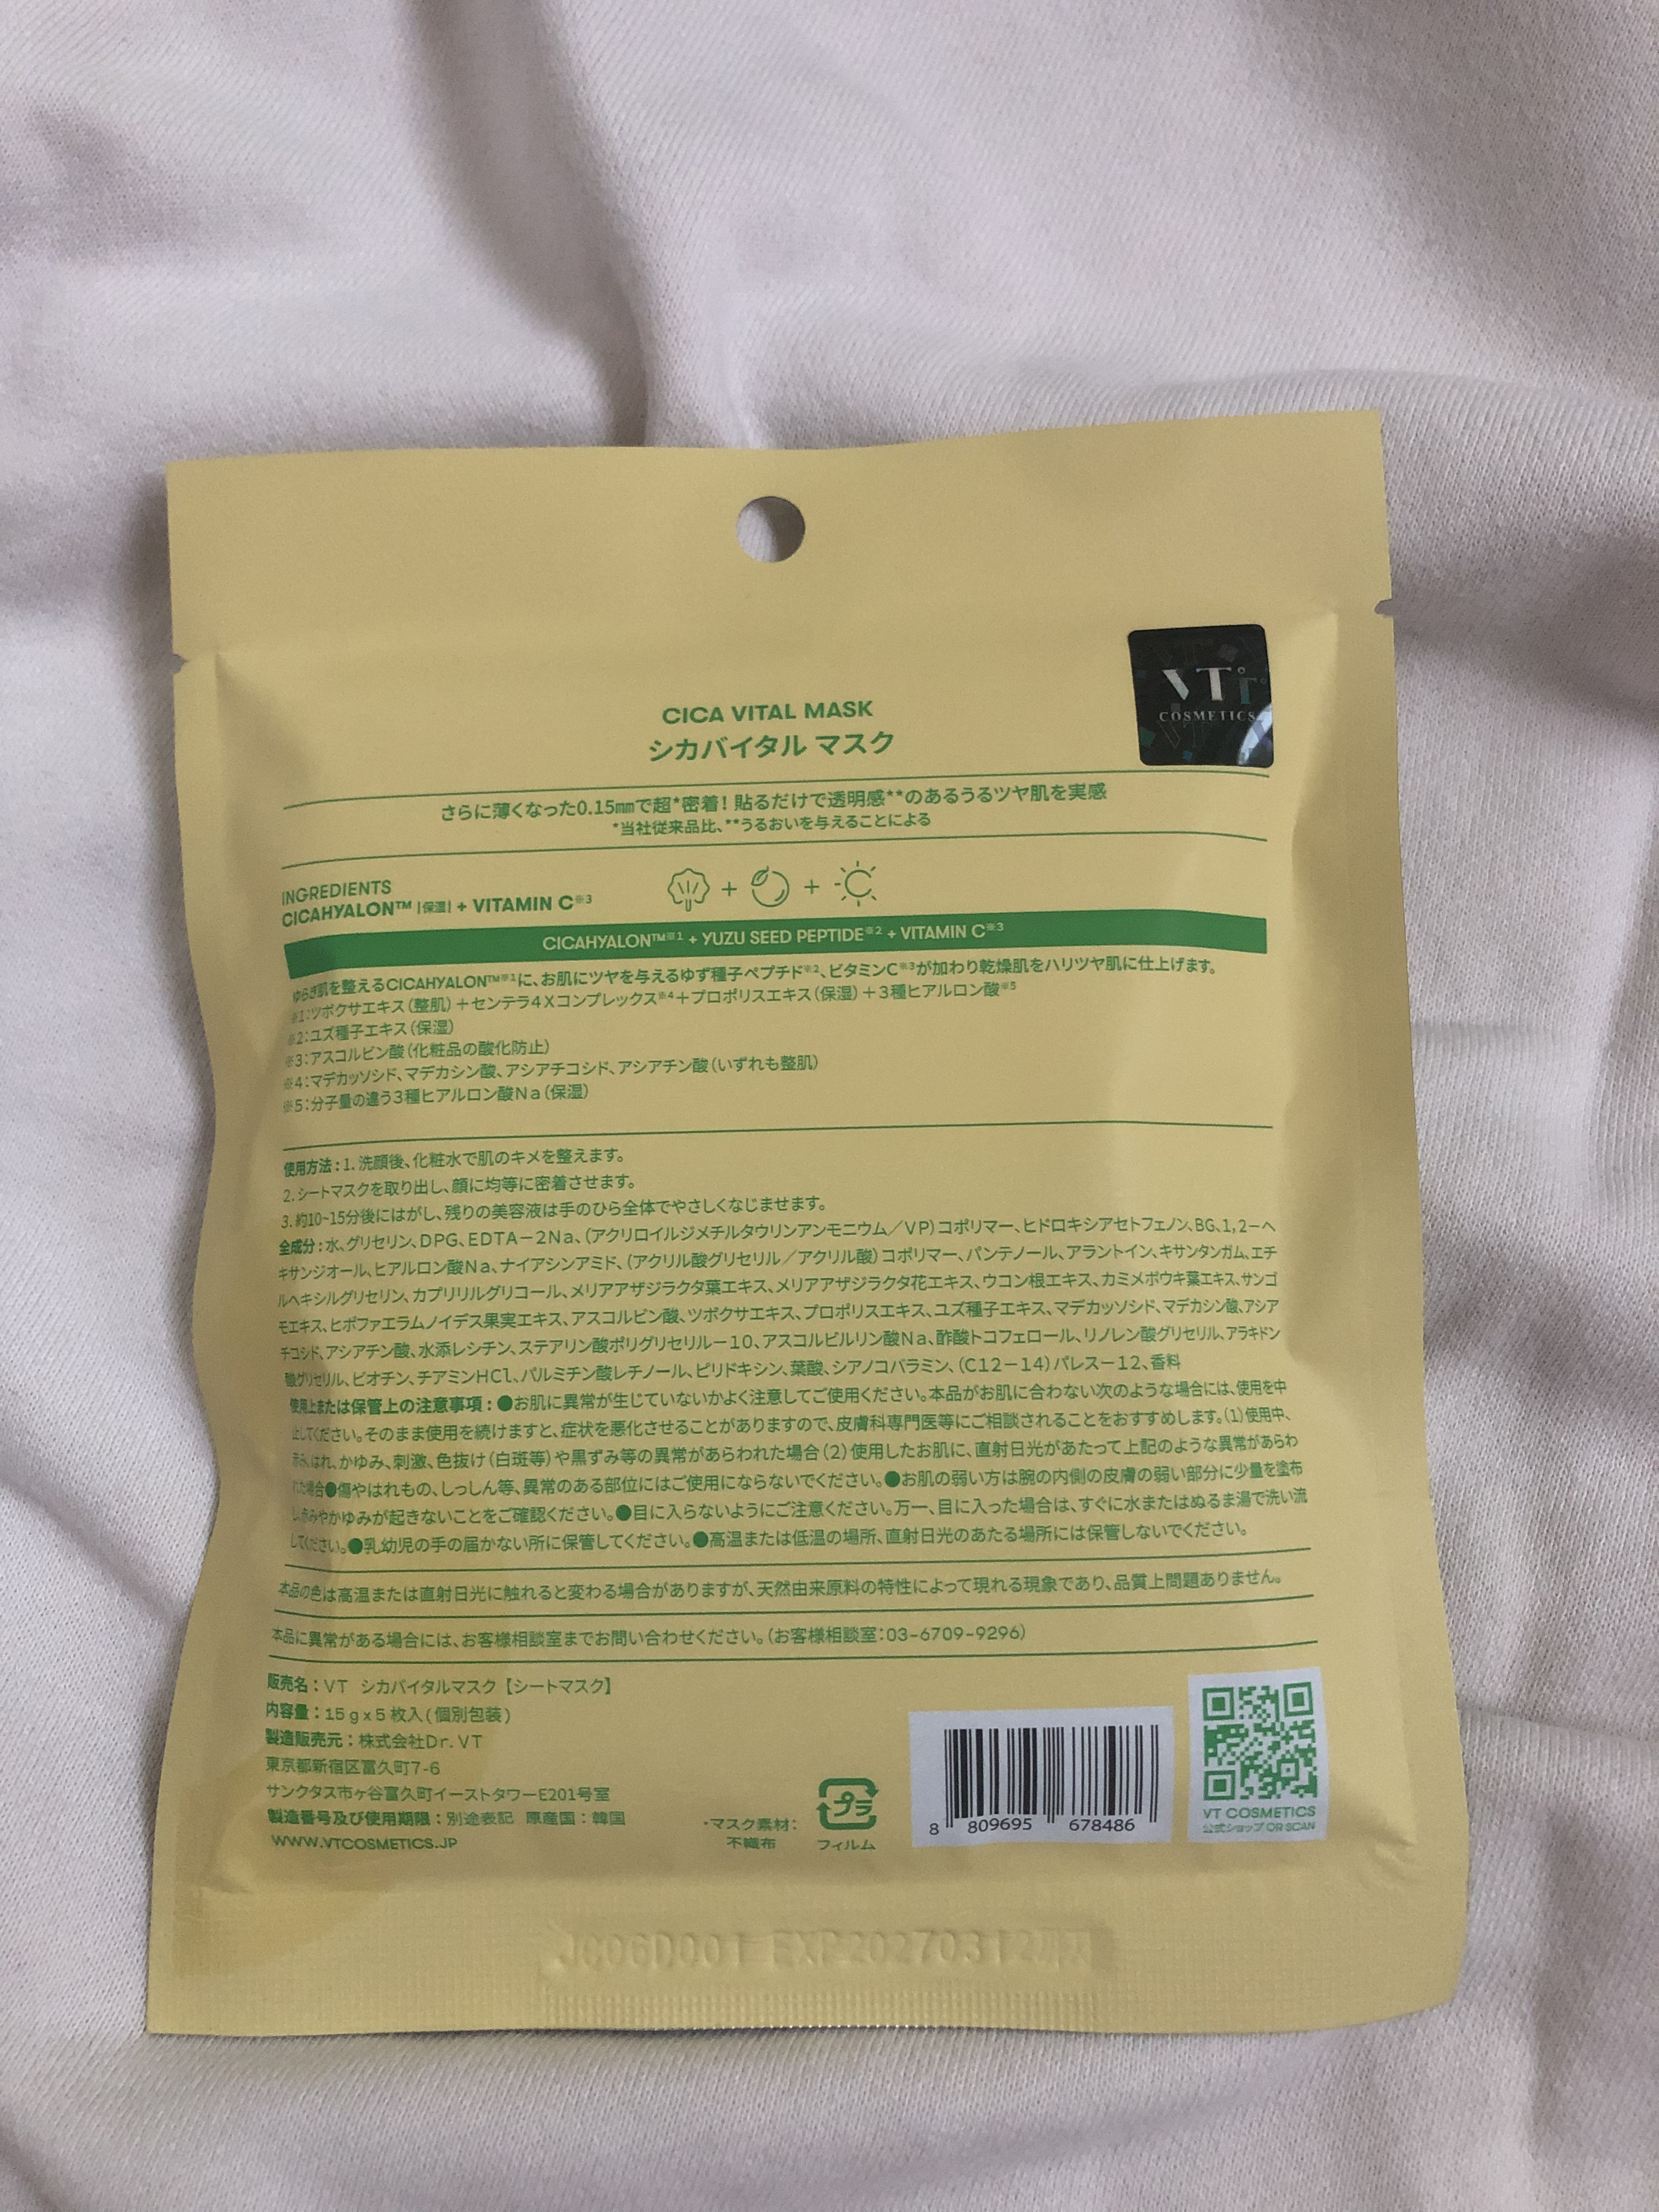 VT
COSMETICS
CICA VITAL MASK
シカバイタル マスク
さらに薄くなった0.15㎜で超*密着！貼るだけで透明感**のあるうるツヤ肌を実感
*当社従来品比、**うるおいを与えることによる
INGREDIENTS
CICAHYALON™ [保湿] + VITAMIN C※3
CICAHYALON™※1 + YUZU SEED PEPTIDE※2 + VITAMIN C※3
ゆらぎ肌を整えるCICAHYALON™※1に、お肌にツヤを与えるゆず種子ペプチド※2、ビタミンC※3が加わり乾燥肌をハリツヤ肌に仕上げます。
※1：ツボクサエキス（整肌）＋センテラ4Xコンプレックス※4＋プロポリスエキス（保湿）＋3種ヒアルロン酸※5
※2：ユズ種子エキス（保湿）
※3：アスコルビン酸（化粧品の酸化防止）
※4：マデカッソシド、マデカシン酸、アシアチコシド、アシアチン酸（いずれも整肌）
※5：分子量の違う3種ヒアルロン酸Na（保湿）
使用方法：1. 洗顔後、化粧水で肌のキメを整えます。
2. シートマスクを取り出し、顔に均等に密着させます。
3. 約10~15分後にはがし、残りの美容液は手のひら全体でやさしくなじませます。
全成分：水、グリセリン、DPG、EDTA－2Na、（アクリロイルジメチルタウリンアンモニウム／VP）コポリマー、ヒドロキシアセトフェノン、BG、1,2－ヘ
キサンジオール、ヒアルロン酸Na、ナイアシンアミド、（アクリル酸グリセリル／アクリル酸）コポリマー、パンテノール、アラントイン、キサンタンガム、エチ
ルヘキシルグリセリン、カプリリルグリコール、メリアアザジラクタ葉エキス、メリアアザジラクタ花エキス、ウコン根エキス、カミメボウキ葉エキス、サンゴ
モエキス、ヒポファエラムノイデス果実エキス、アスコルビン酸、ツボクサエキス、プロポリスエキス、ユズ種子エキス、マデカッソシド、マデカシン酸、アシア
チコシド、アシアチン酸、水添レシチン、ステアリン酸ポリグリセリル－10、アスコルビルリン酸Na、酢酸トコフェロール、リノレン酸グリセリル、アラキドン
酸グリセリル、ビオチン、チアミンHCl、パルミチン酸レチノール、ピリドキシン、葉酸、シアノコバラミン、（C12－14）パレス－12、香料
使用上または保管上の注意事項：●お肌に異常が生じていないかよく注意してご使用ください。本品がお肌に合わない次のような場合には、使用を中
止してください。そのまま使用を続けますと、症状を悪化させることがありますので、皮膚科専門医等にご相談されることをおすすめします。（1）使用中、
赤み、はれ、かゆみ、刺激、色抜け（白斑等）や黒ずみ等の異常があらわれた場合（2）使用したお肌に、直射日光があたって上記のような異常があらわ
れた場合●傷やはれもの、しっしん等、異常のある部位にはご使用にならないでください。●お肌の弱い方は腕の内側の皮膚の弱い部分に少量を塗布
し、赤みやかゆみが起きないことをご確認ください。●目に入らないようにご注意ください。万一、目に入った場合は、すぐに水またはぬるま湯で洗い流
してください。●乳幼児の手の届かない所に保管してください。●高温または低温の場所、直射日光のあたる場所には保管しないでください。
本品の色は高温または直射日光に触れると変わる場合がありますが、天然由来原料の特性によって現れる現象であり、品質上問題ありません。
本品に異常がある場合には、お客様相談室までお問い合わせください。（お客様相談室：03-6709-9296）
販売名：VT シカバイタルマスク【シートマスク】
内容量：15gx5枚入(個別包装)
製造販売元：株式会社Dr.VT
東京都新宿区富久町7-6
サンクタス市ヶ谷富久町イーストタワーE201号室
製造番号及び使用期限：別途表記 原産国：韓国
WWW.VTCOSMETICS.JP
・マスク素材：
不織布
プラ
フィルム
8 809695 678486
VT COSMETICS
公式ショップ QR SCAN
JC06D001 EXP20270312까지